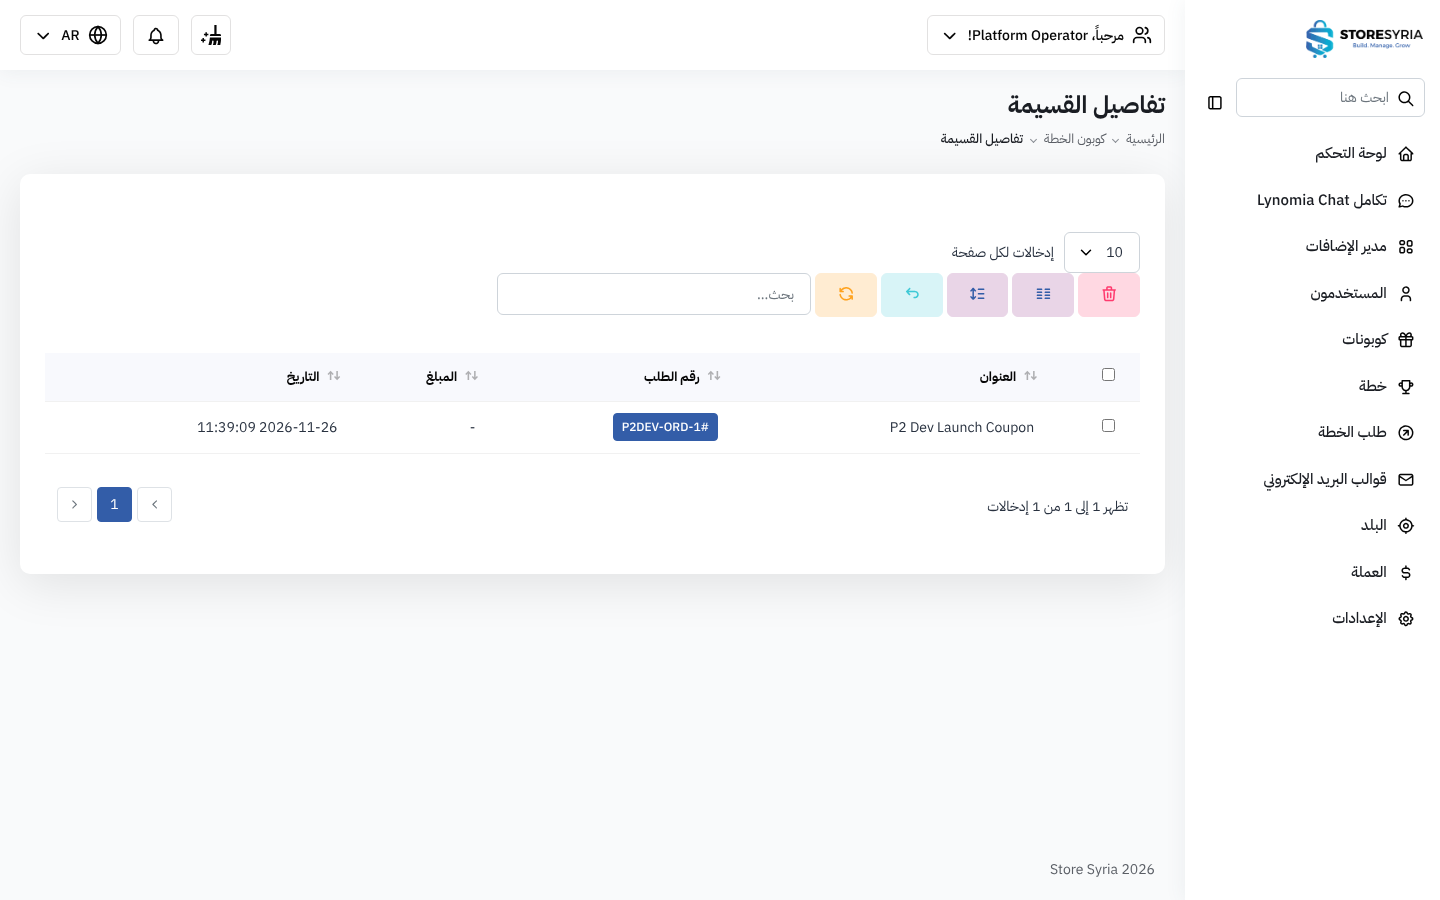 STORESYRIA
Build. Manage. Grow
ابحث هنا
لوحة التحكم
تكامل Lynomia Chat
مدير الإضافات
المستخدمون
كوبونات
خطة
طلب الخطة
قوالب البريد الإلكتروني
البلد
العملة
الإعدادات
مرحباً، Platform Operator!
AR
تفاصيل القسيمة
الرئيسية
كوبون الخطة
تفاصيل القسيمة
10 إدخالات لكل صفحة
بحث...
العنوان رقم الطلب المبلغ التاريخ
P2 Dev Launch Coupon #P2DEV-ORD-1 - 2026-11-26 11:39:09
تظهر 1 إلى 1 من 1 إدخالات
1
Store Syria 2026